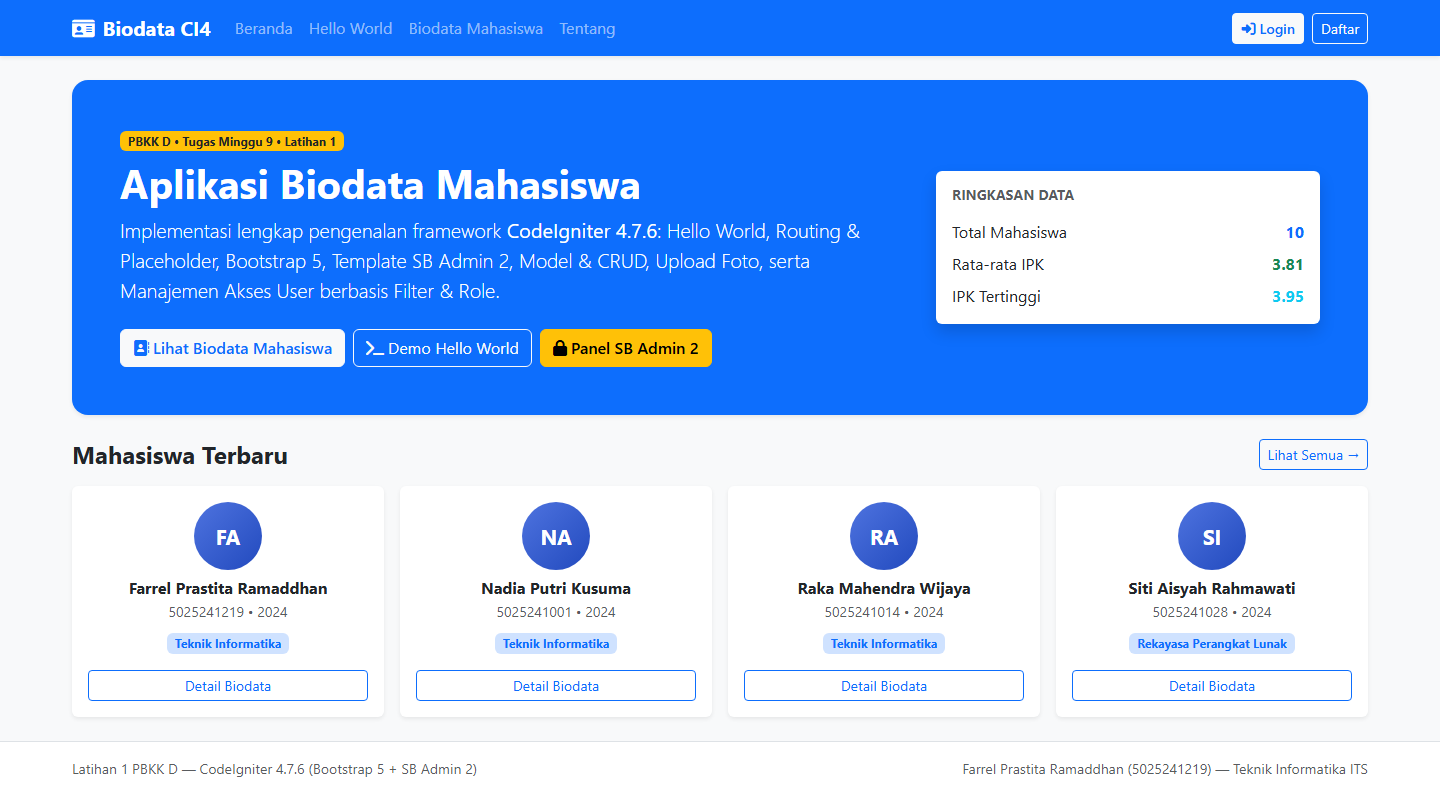 Biodata CI4 Beranda Hello World Biodata Mahasiswa Tentang Login Daftar
PBKK D • Tugas Minggu 9 • Latihan 1
Aplikasi Biodata Mahasiswa
Implementasi lengkap pengenalan framework CodeIgniter 4.7.6: Hello World, Routing &
Placeholder, Bootstrap 5, Template SB Admin 2, Model & CRUD, Upload Foto, serta
Manajemen Akses User berbasis Filter & Role.
Lihat Biodata Mahasiswa Demo Hello World Panel SB Admin 2
RINGKASAN DATA
Total Mahasiswa 10
Rata-rata IPK 3.81
IPK Tertinggi 3.95
Mahasiswa Terbaru Lihat Semua →
FA
Farrel Prastita Ramaddhan
5025241219 • 2024
Teknik Informatika
Detail Biodata
NA
Nadia Putri Kusuma
5025241001 • 2024
Teknik Informatika
Detail Biodata
RA
Raka Mahendra Wijaya
5025241014 • 2024
Teknik Informatika
Detail Biodata
SI
Siti Aisyah Rahmawati
5025241028 • 2024
Rekayasa Perangkat Lunak
Detail Biodata
Latihan 1 PBKK D — CodeIgniter 4.7.6 (Bootstrap 5 + SB Admin 2) Farrel Prastita Ramaddhan (5025241219) — Teknik Informatika ITS